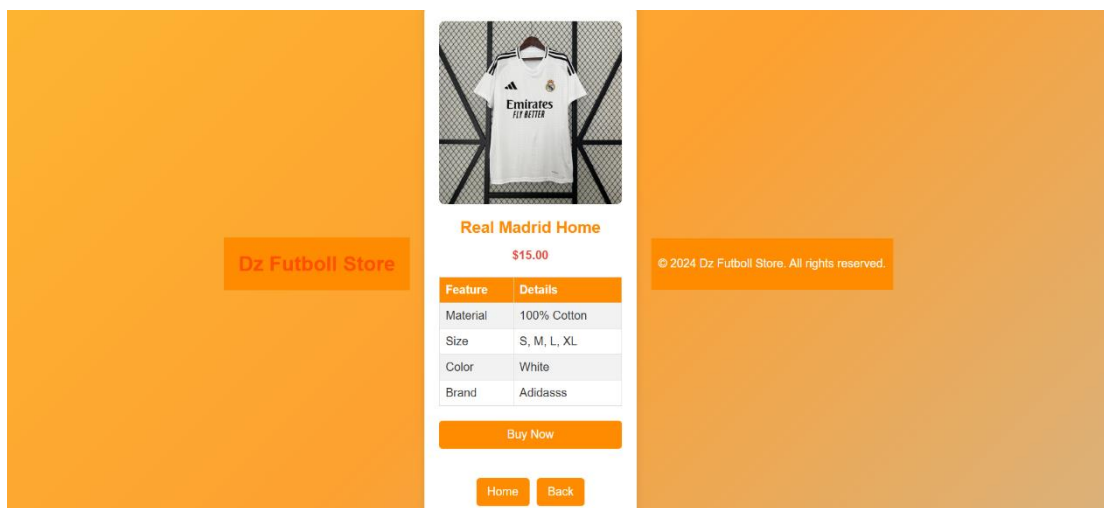 Dz Futboll Store
Emirates
FLY BETTER
Real Madrid Home
$15.00
Feature Details
Material 100% Cotton
Size S, M, L, XL
Color White
Brand Adidasss
Buy Now
Home Back
© 2024 Dz Futboll Store. All rights reserved.